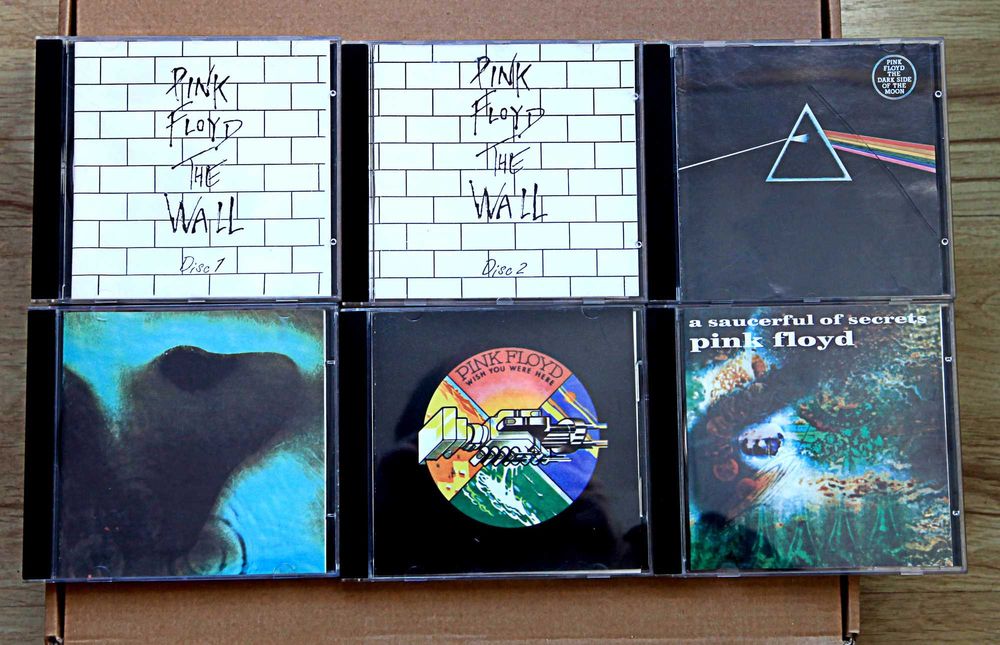 PINK
FLOYD
THE
WALL
Disc 1
PINK
FLOYD
THE
WALL
Disc 2
PINK
FLOYD
THE
DARK SIDE
OF THE
MOON
PINK FLOYD
WISH YOU WERE HERE
a saucerful of secrets
pink floyd